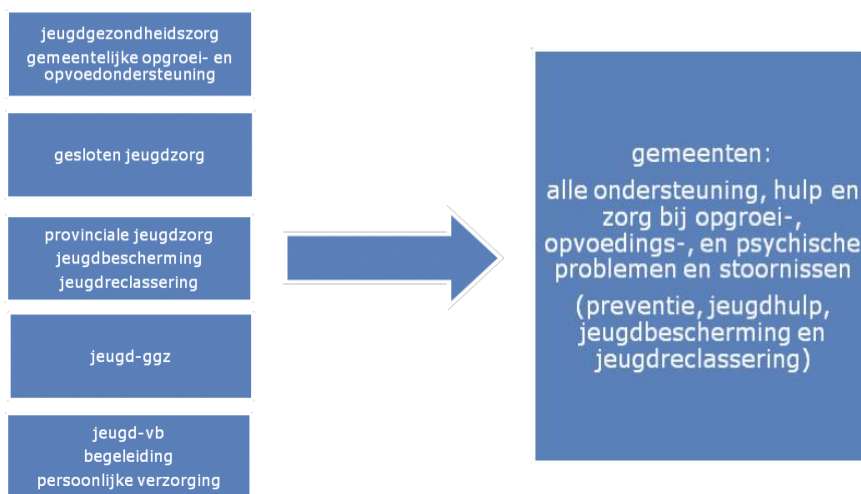 jeugdgezondheidszorg
gemeentelijke opgroei- en
opvoedondersteuning
gesloten jeugdzorg
provinciale jeugdzorg
jeugdbescherming
jeugdreclassering
jeugd-ggz
jeugd-vb
begeleiding
persoonlijke verzorging
gemeenten:
alle ondersteuning, hulp en
zorg bij opgroei-,
opvoedings-, en psychische
problemen en stoornissen
(preventie, jeugdhulp,
jeugdbescherming en
jeugdreclassering)